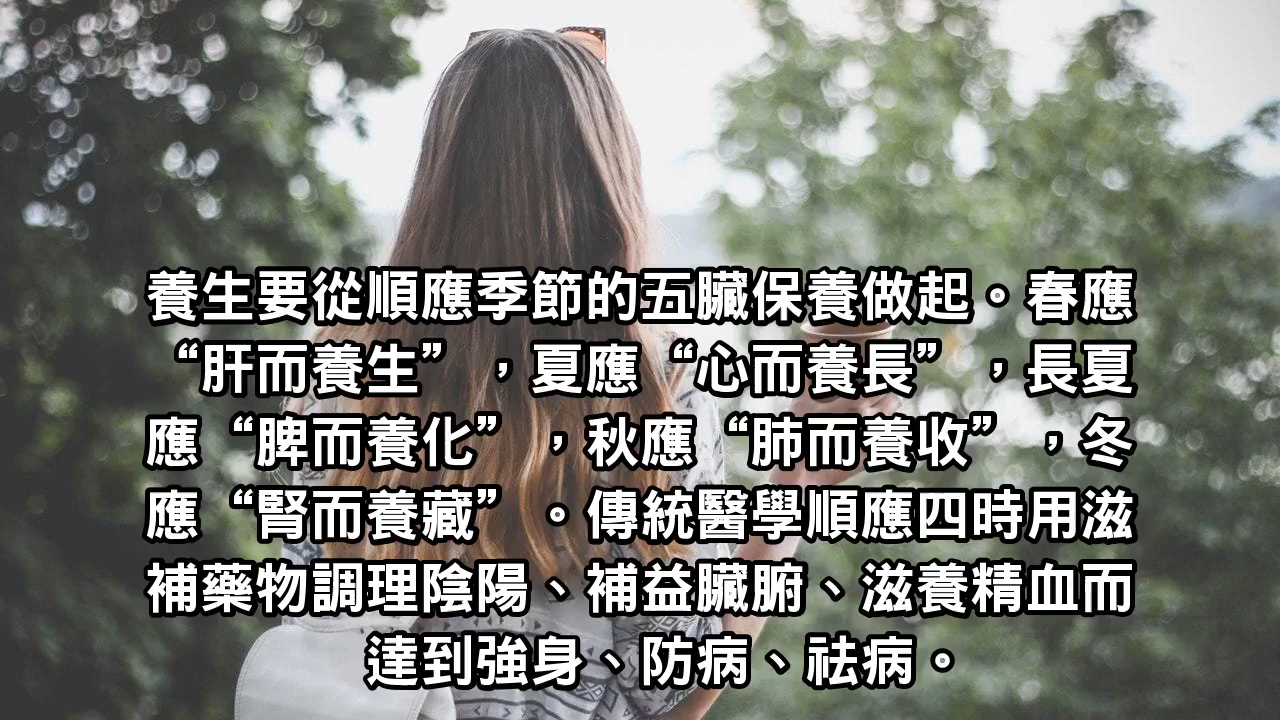 養生要從順應季節的五臟保養做起。春應
“肝而養生”，夏應“心而養長”，長夏
應“脾而養化”，秋應“肺而養收”，冬
應“腎而養藏”。傳統醫學順應四時用滋
補藥物調理陰陽、補益臟腑、滋養精血而
達到強身、防病、祛病。